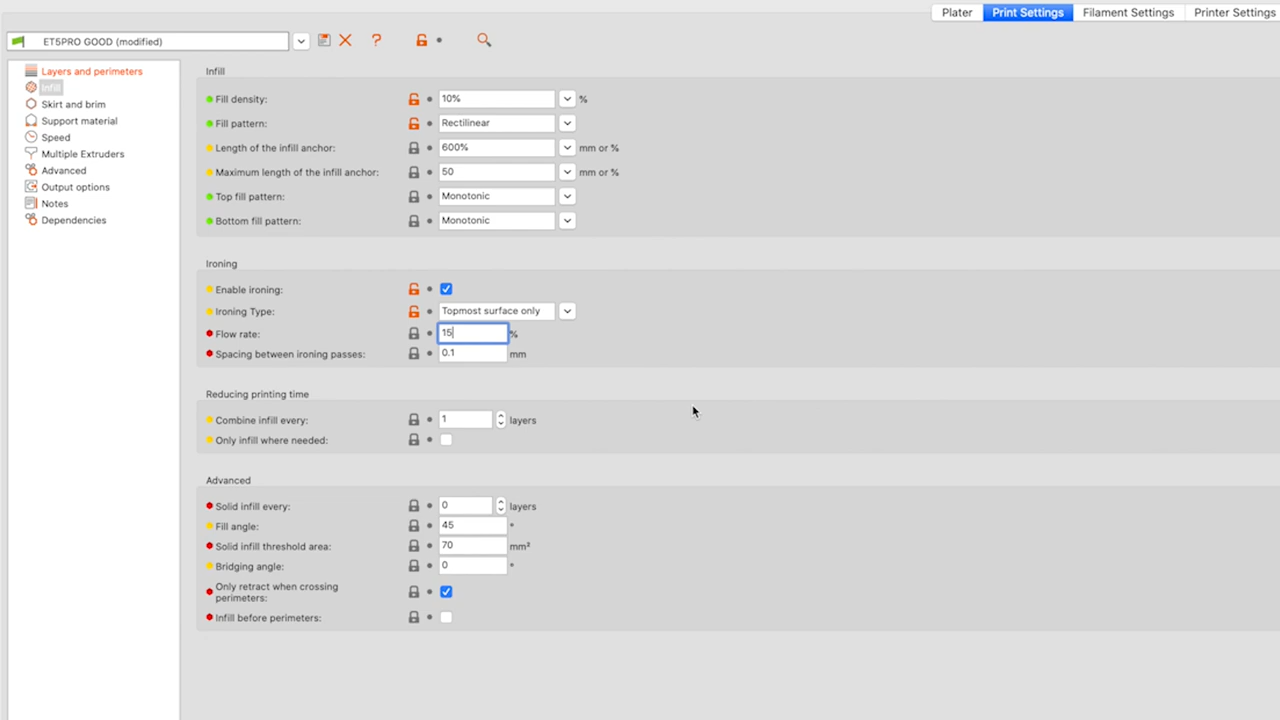 Plater Print Settings Filament Settings Printer Settings
ET5PRO GOOD (modified) ?
Layers and perimeters
Infill
Skirt and brim
Support material
Speed
Multiple Extruders
Advanced
Output options
Notes
Dependencies
Infill
Fill density: 10% %
Fill pattern: Rectilinear
Length of the infill anchor: 600% mm or %
Maximum length of the infill anchor: 50 mm or %
Top fill pattern: Monotonic
Bottom fill pattern: Monotonic
Ironing
Enable ironing:
Ironing Type: Topmost surface only
Flow rate: 15 %
Spacing between ironing passes: 0.1 mm
Reducing printing time
Combine infill every: 1 layers
Only infill where needed:
Advanced
Solid infill every: 0 layers
Fill angle: 45 °
Solid infill threshold area: 70 mm²
Bridging angle: 0 °
Only retract when crossing
perimeters:
Infill before perimeters: